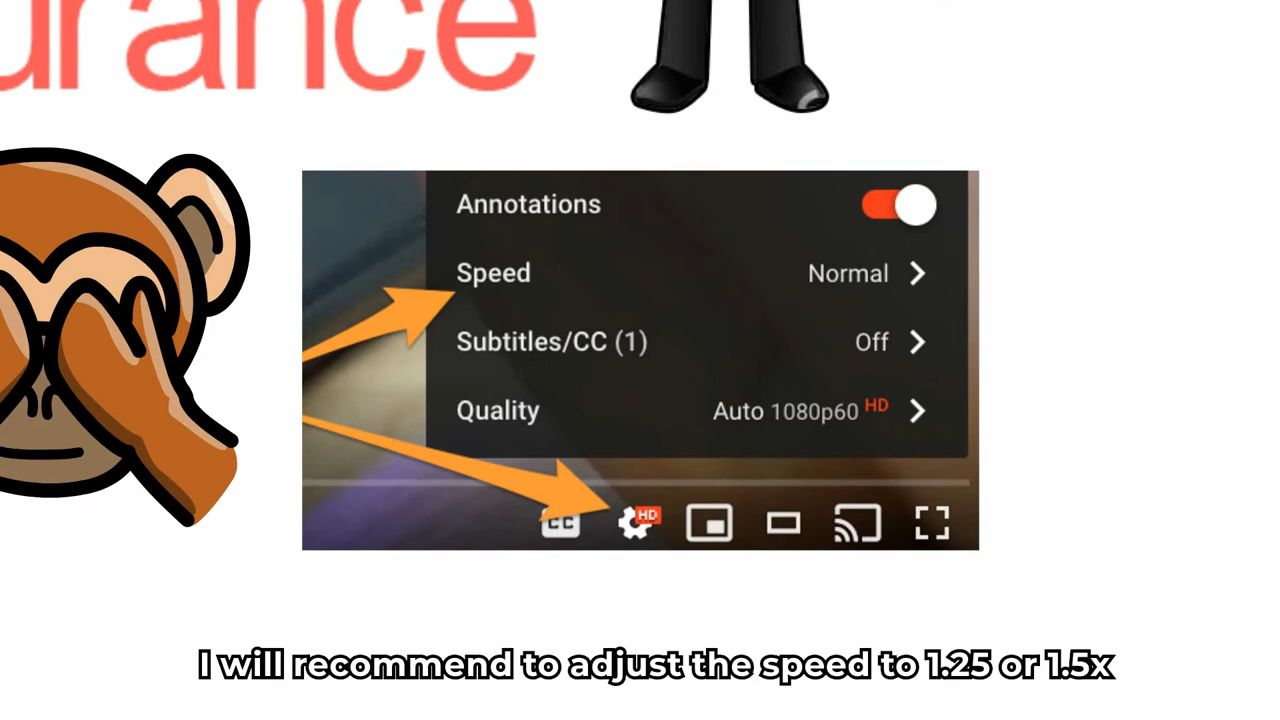 urance
Annotations
Speed Normal
Subtitles/CC (1) Off
Quality Auto 1080p60 HD
CC HD
I will recommend to adjust the speed to 1.25 or 1.5x